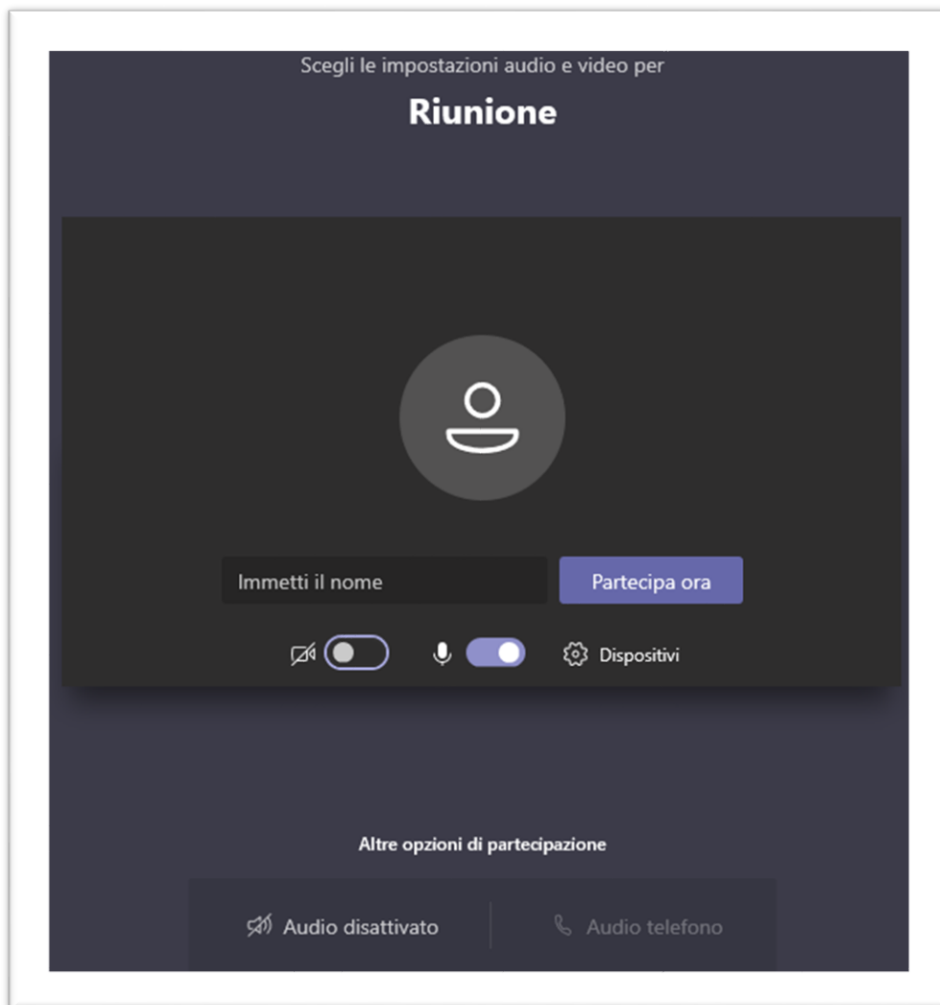 Scegli le impostazioni audio e video per
Riunione
Immetti il nome
Partecipa ora
Dispositivi
Altre opzioni di partecipazione
Audio disattivato
Audio telefono